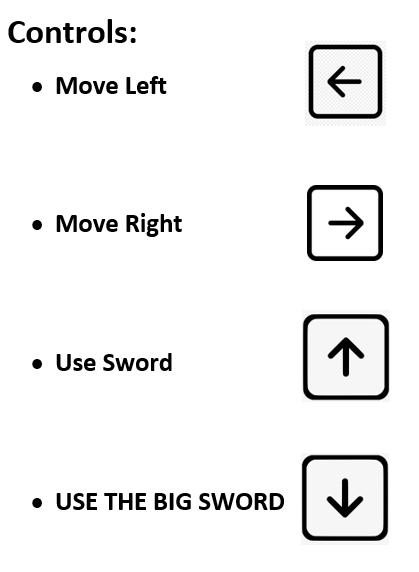 Controls:
• Move Left
• Move Right
• Use Sword
• USE THE BIG SWORD